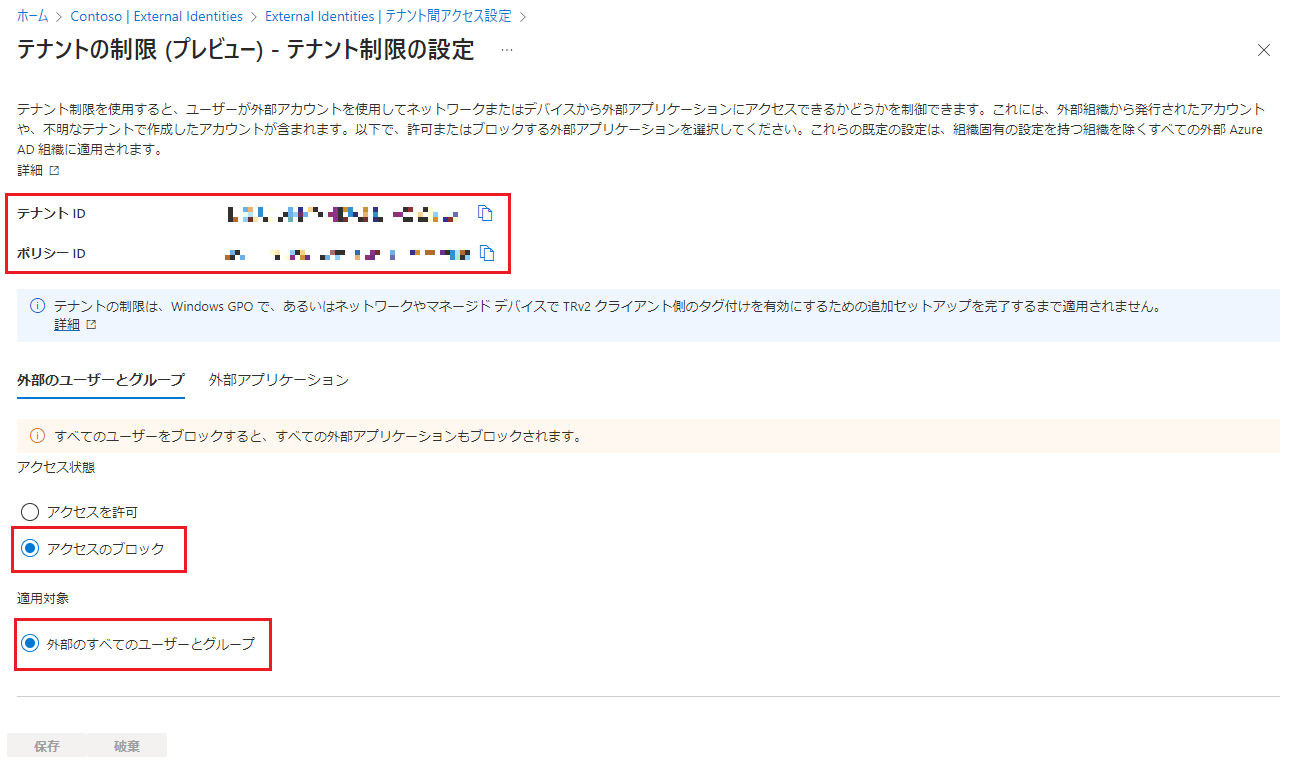 ホーム > Contoso | External Identities > External Identities | テナント間アクセス設定 >
テナントの制限 (プレビュー) - テナント制限の設定 …
テナント制限を使用すると、ユーザーが外部アカウントを使用してネットワークまたはデバイスから外部アプリケーションにアクセスできるかどうかを制御できます。これには、外部組織から発行されたアカウント
や、不明なテナントで作成したアカウントが含まれます。以下で、許可またはブロックする外部アプリケーションを選択してください。これらの既定の設定は、組織固有の設定を持つ組織を除くすべての外部 Azure
AD 組織に適用されます。
詳細
テナント ID
ポリシー ID
テナントの制限は、Windows GPO で、あるいはネットワークやマネージド デバイスで TRv2 クライアント側のタグ付けを有効にするための追加セットアップを完了するまで適用されません。
詳細
外部のユーザーとグループ 外部アプリケーション
すべてのユーザーをブロックすると、すべての外部アプリケーションもブロックされます。
アクセス状態
アクセスを許可
アクセスのブロック
適用対象
外部のすべてのユーザーとグループ
保存 破棄